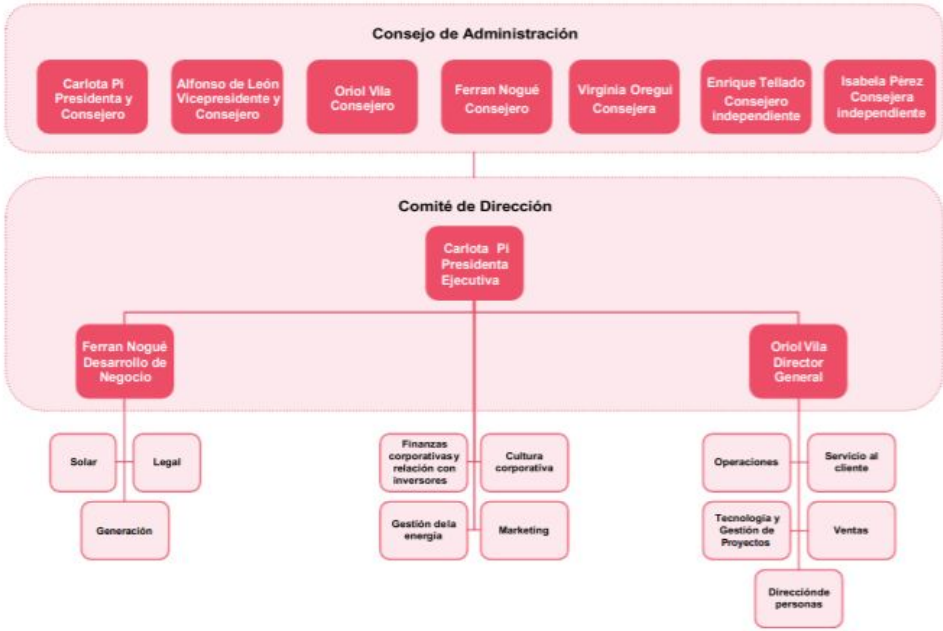 Consejo de Administración
Carlota Pi
Presidenta y
Consejero
Alfonso de León
Vicepresidente y
Consejero
Oriol Vila
Consejero
Ferran Nogué
Consejero
Virginia Oregui
Consejera
Enrique Tellado
Consejero
independiente
Isabela Pérez
Consejera
independiente
Comité de Dirección
Carlota Pi
Presidenta
Ejecutiva
Ferran Nogué
Desarrollo de
Negocio
Oriol Vila
Director
General
Solar
Legal
Generación
Finanzas
corporativas y
relación con
inversores
Cultura
corporativa
Gestión de la
energía
Marketing
Operaciones
Servicio al
cliente
Tecnología y
Gestión de
Proyectos
Ventas
Direcciónde
personas